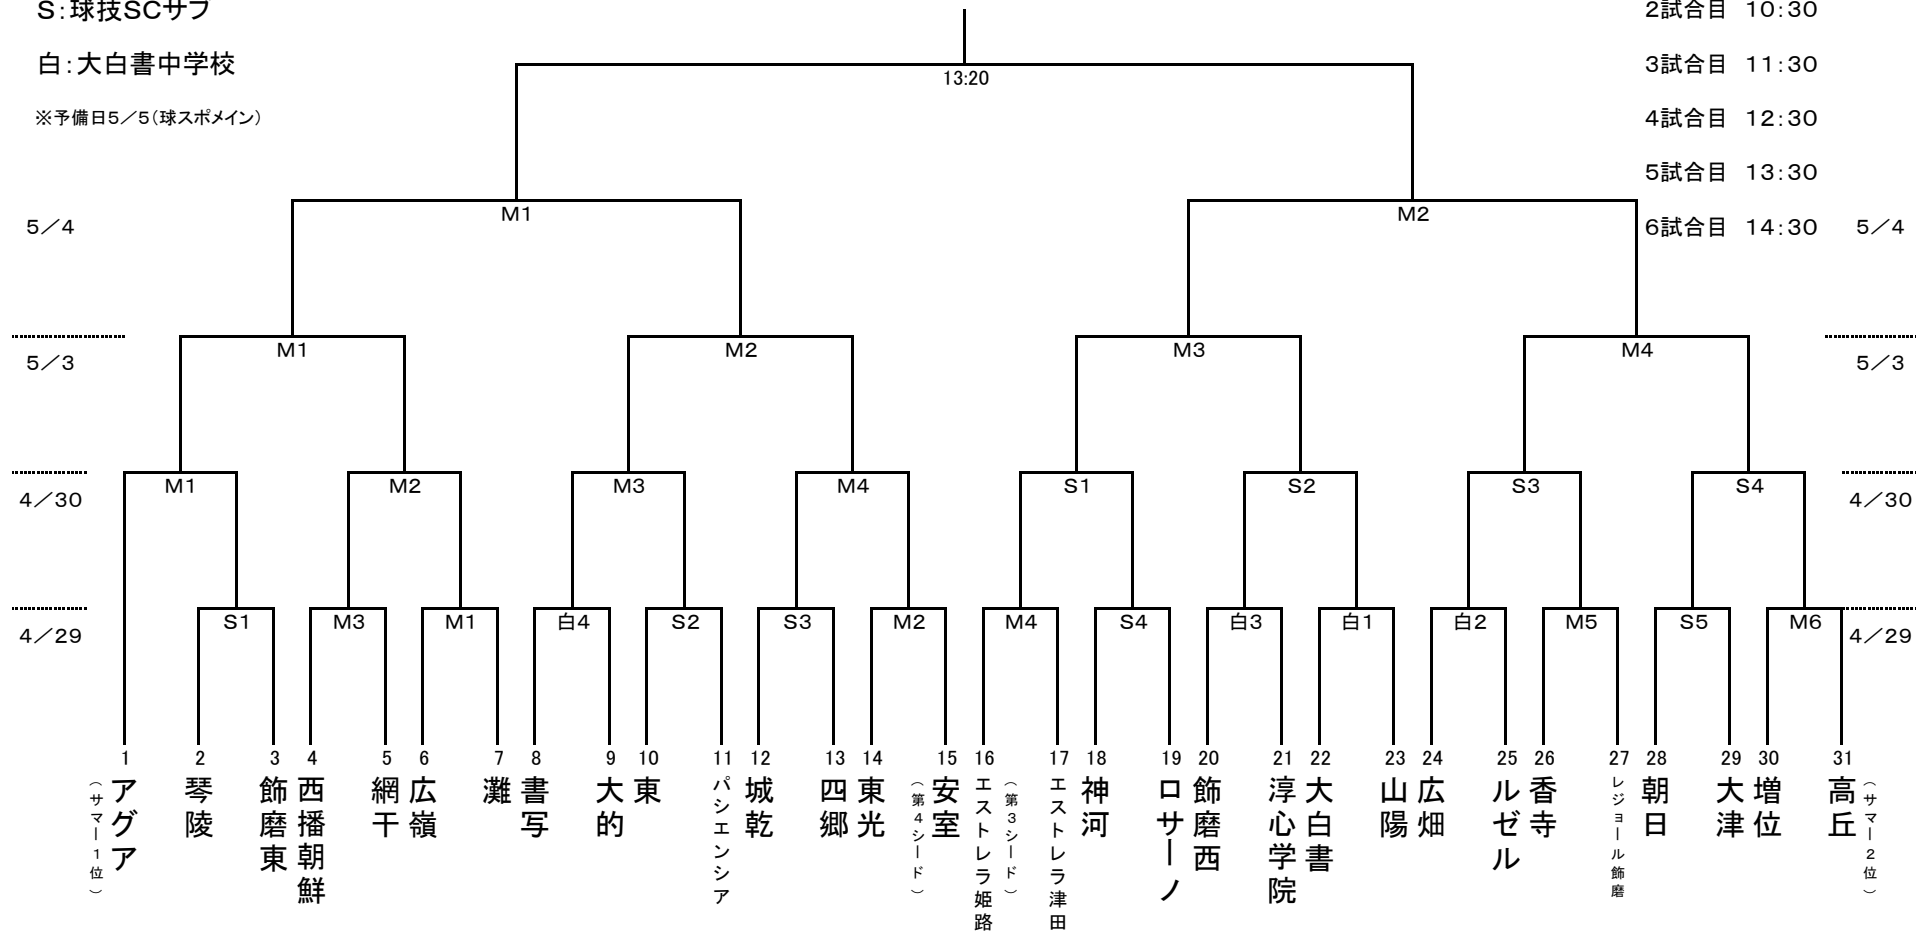 S:球技SCサブ
2試合目 10:30
白:大白書中学校
13:20
3試合目 11:30
※予備日5/5(球スポメイン)
4試合目 12:30
5試合目 13:30
M1
M2
5/4
6試合目 14:30
5/4
M1
M2
M3
M4
5/3
5/3
M1
M2
M3
M4
S1
S2
S3
S4
4/30
4/30
S1
M3
M1
白4
S2
S3
M2
M4
S4
白3
白1
白2
M5
S5
M6
4/29
4/29
1
2
3
4
5
6
7
8
9
10
11
12
13
14
15
16
17
18
19
20
21
22
23
24
25
26
27
28
29
30
31
(サマー1位)
アグア
琴陵
飾磨東
西播朝鮮
網干
広嶺
灘
書写
大的
東
パシエンシア
城乾
四郷
東光
(第4シード)
安室
エストレラ姫路
(第3シード)
エストレラ津田
神河
ロサーノ
飾磨西
淳心学院
大白書
山陽
広畑
ルゼル
香寺
レジョール飾磨
朝日
大津
増位
高丘
(サマー2位)